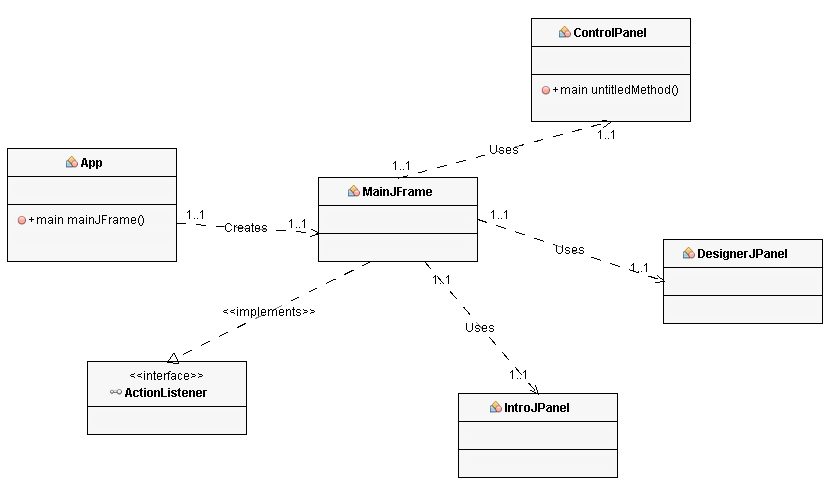 ControlPanel
+ main untitledMethod()
1..1
Uses
1..1
App
+ main mainJFrame()
1..1
Creates
1..1
MainJFrame
1..1
Uses
1..1
DesignerJPanel
1..1
Uses
1..1
IntroJPanel
<<implements>>
<<interface>>
ActionListener